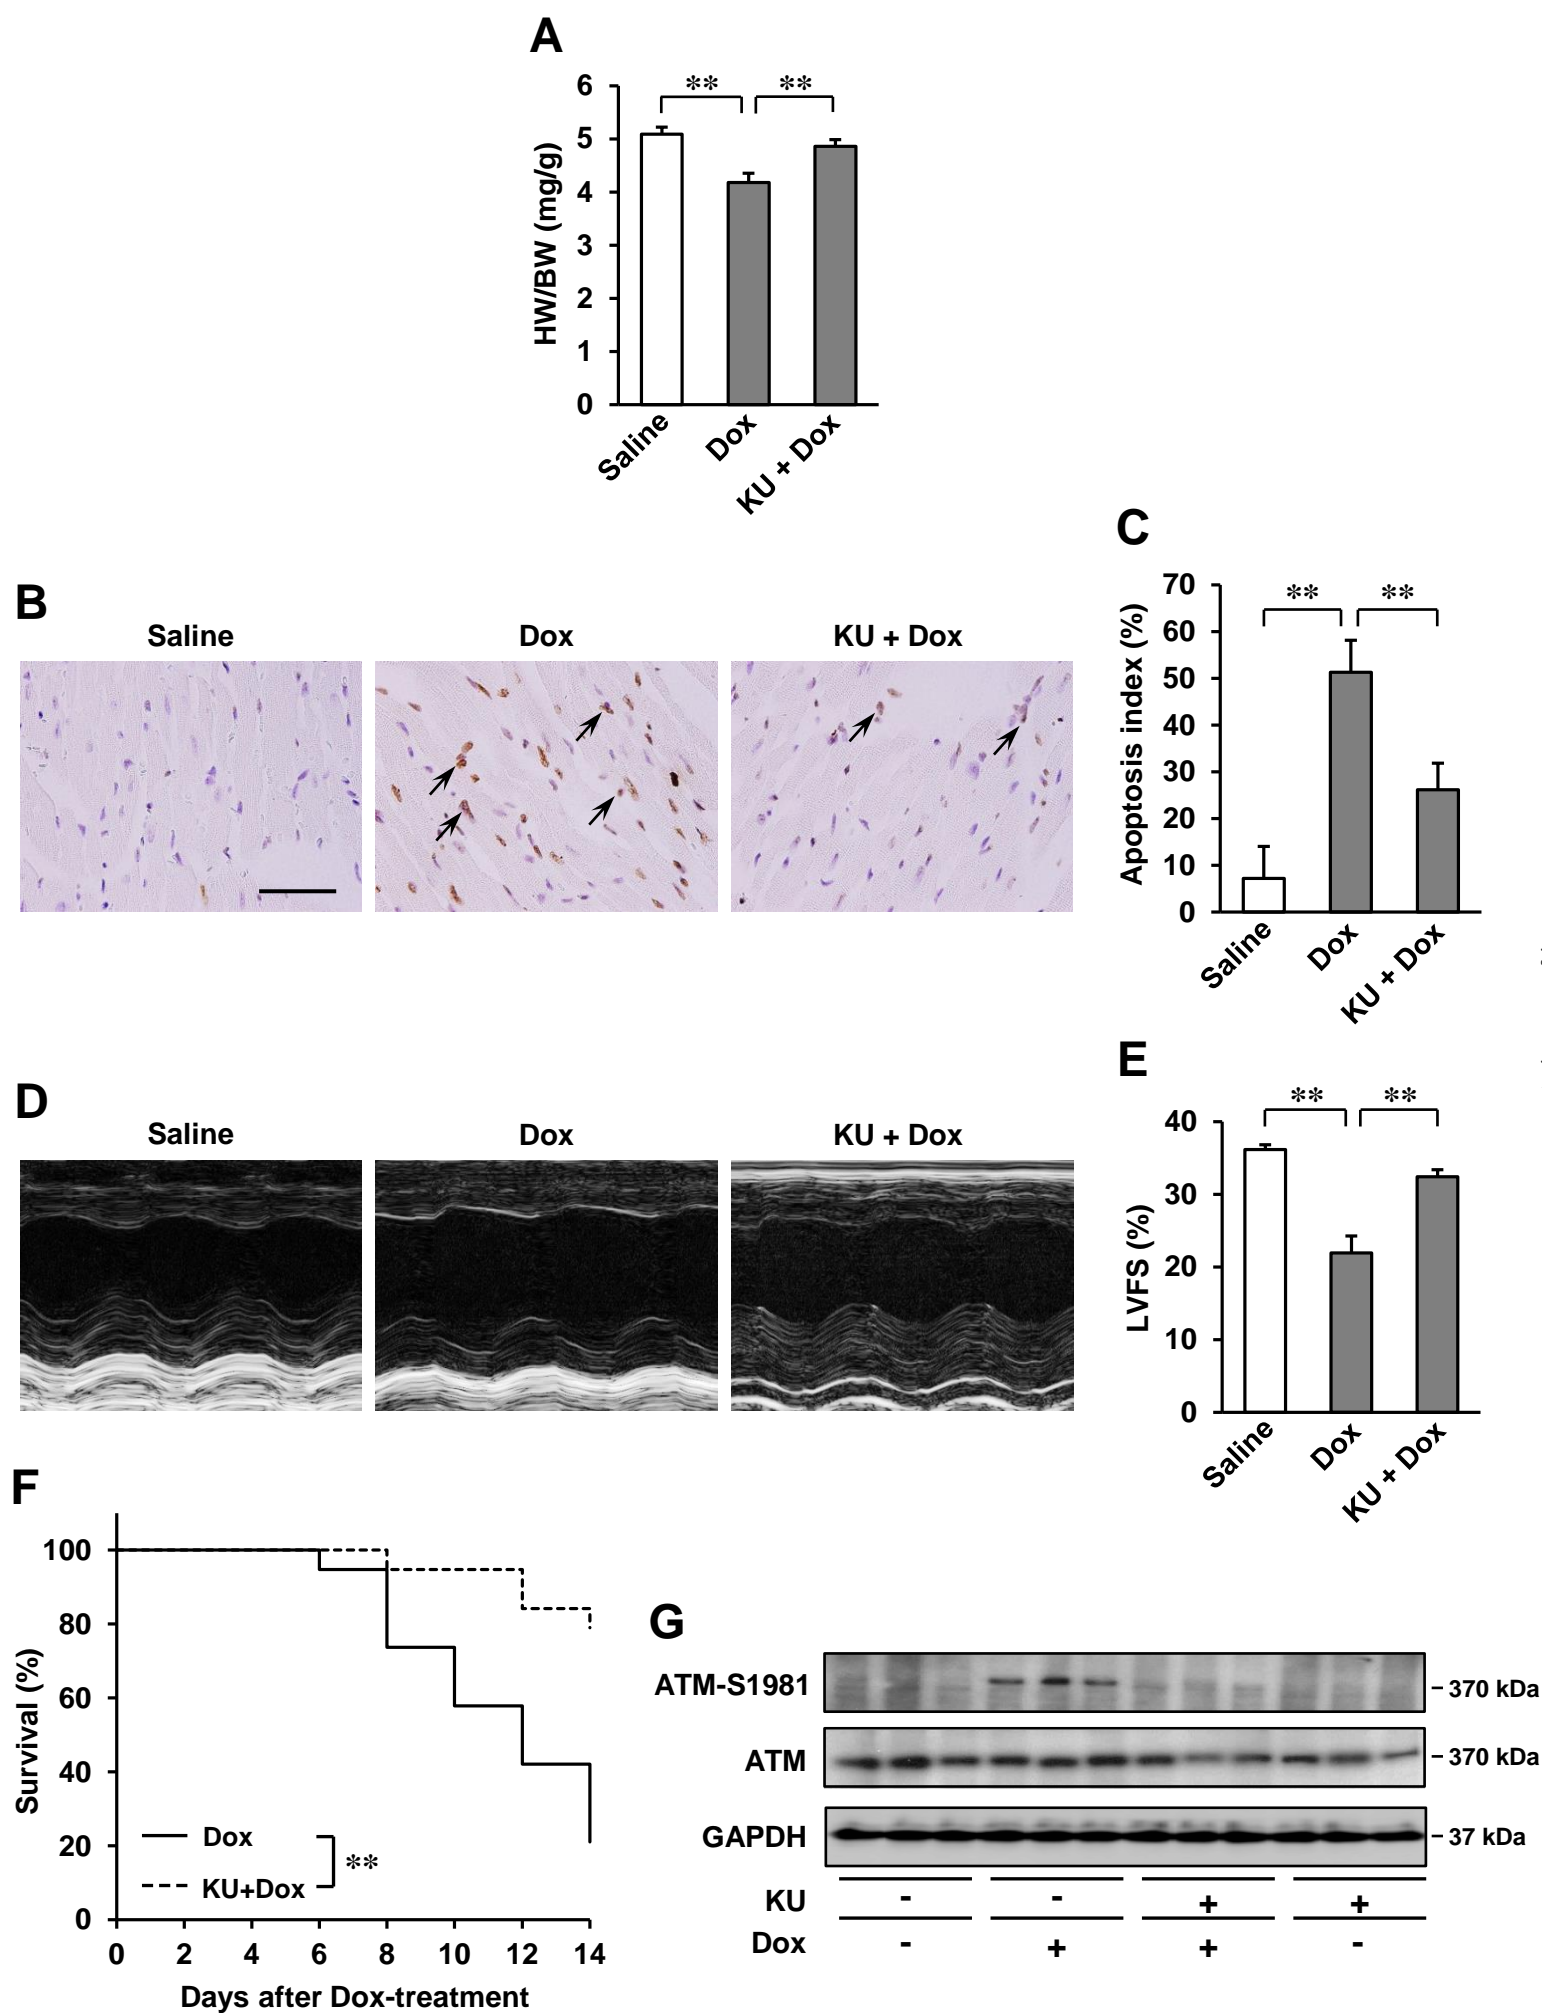 A
HW/BW (mg/g)
6
5
4
3
2
1
0
** **
Saline Dox KU + Dox
B
Saline Dox KU + Dox
C
Apoptosis index (%)
70
60
50
40
30
20
10
0
** **
Saline Dox KU + Dox
D
Saline Dox KU + Dox
E
LVFS (%)
40
30
20
10
0
** **
Saline Dox KU + Dox
F
Survival (%)
100
80
60
40
20
0
Dox
KU+Dox
**
0 2 4 6 8 10 12 14
Days after Dox-treatment
G
ATM-S1981 370 kDa
ATM 370 kDa
GAPDH 37 kDa
KU - - + +
Dox - + + -